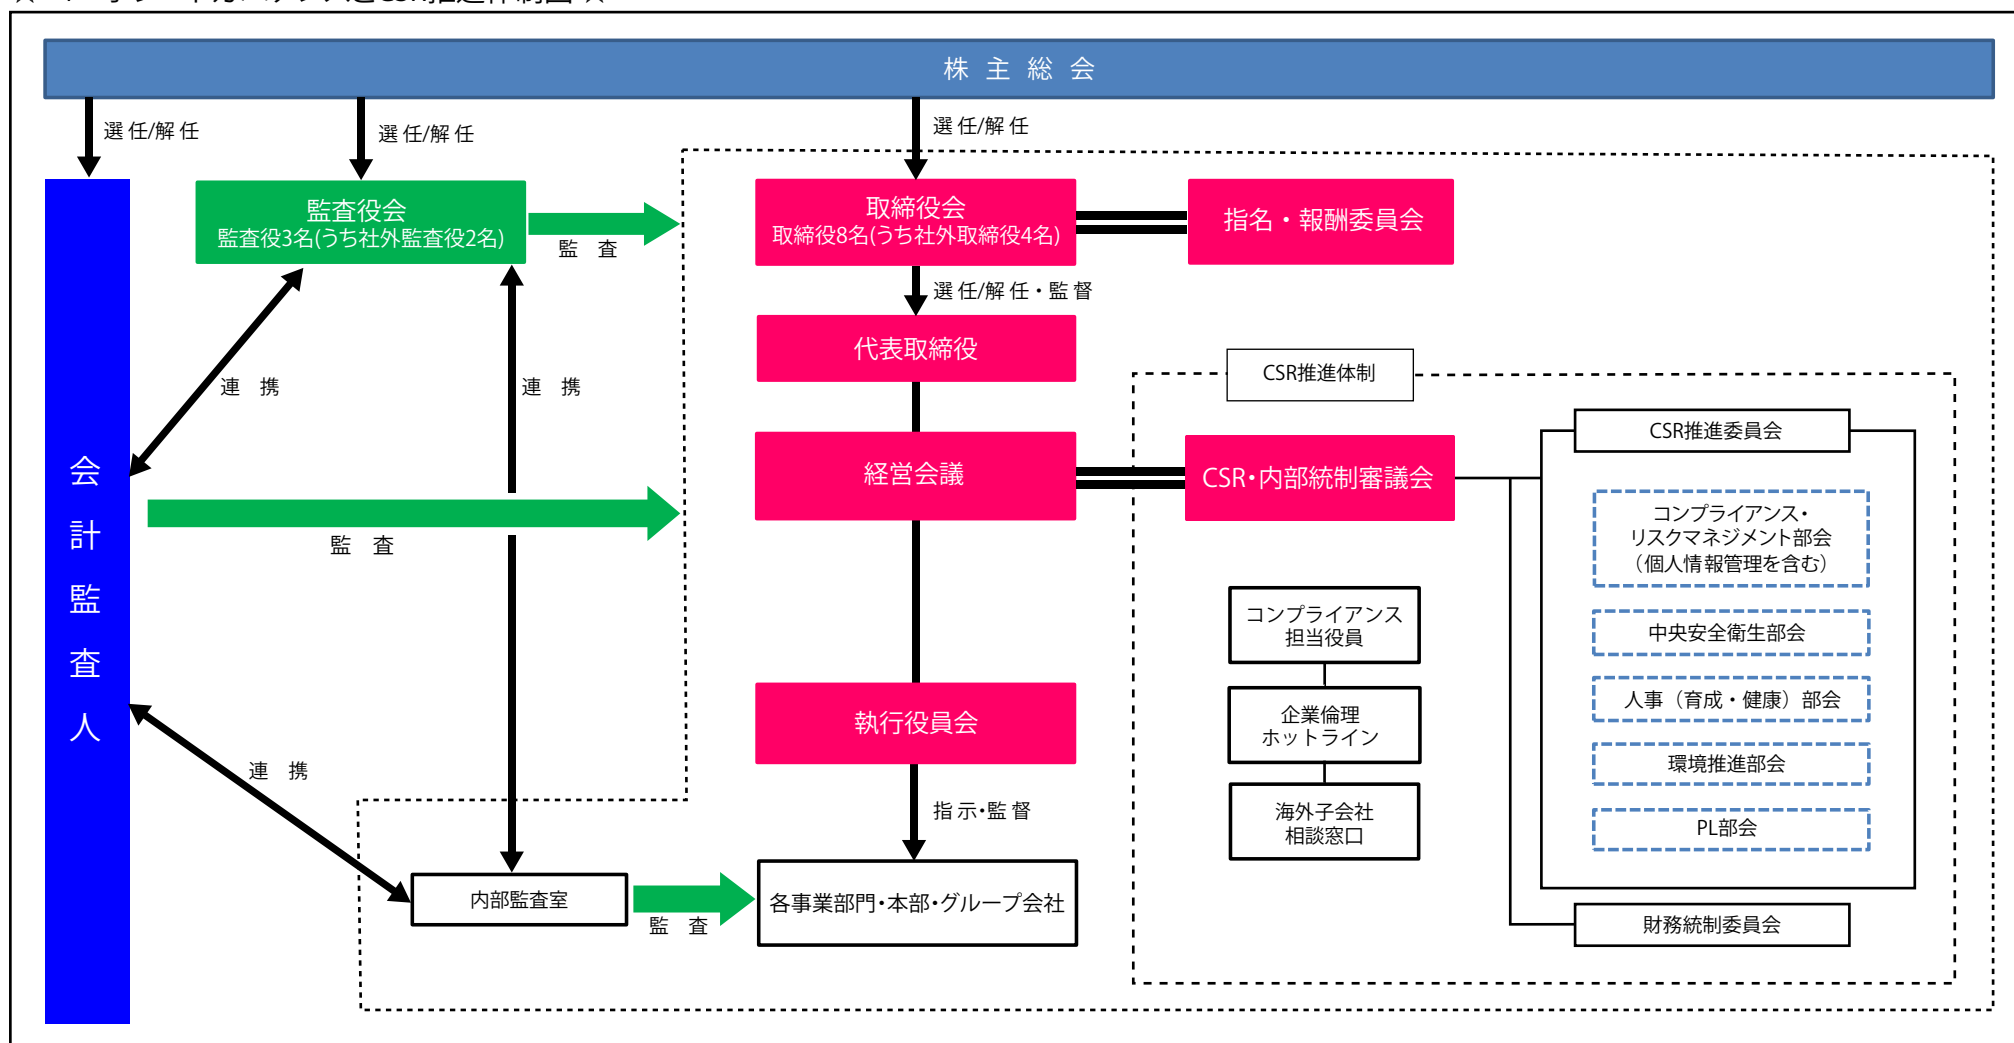 株 主 総 会
選 任/解 任
選 任/解 任
選 任/解 任
監査役会
監査役3名(うち社外監査役2名)
監 査
取締役会
取締役8名(うち社外取締役4名)
指名・報酬委員会
選 任/解 任・監 督
代表取締役
連 携
連 携
CSR推進体制
経営会議
CSR・内部統制審議会
CSR推進委員会
会
計
監
査
人
監 査
コンプライアンス・
リスクマネジメント部会
（個人情報管理を含む）
中央安全衛生部会
人事（育成・健康）部会
環境推進部会
PL部会
コンプライアンス
担当役員
企業倫理
ホットライン
海外子会社
相談窓口
執行役員会
連 携
指 示・監 督
内部監査室
監 査
各事業部門・本部・グループ会社
財務統制委員会